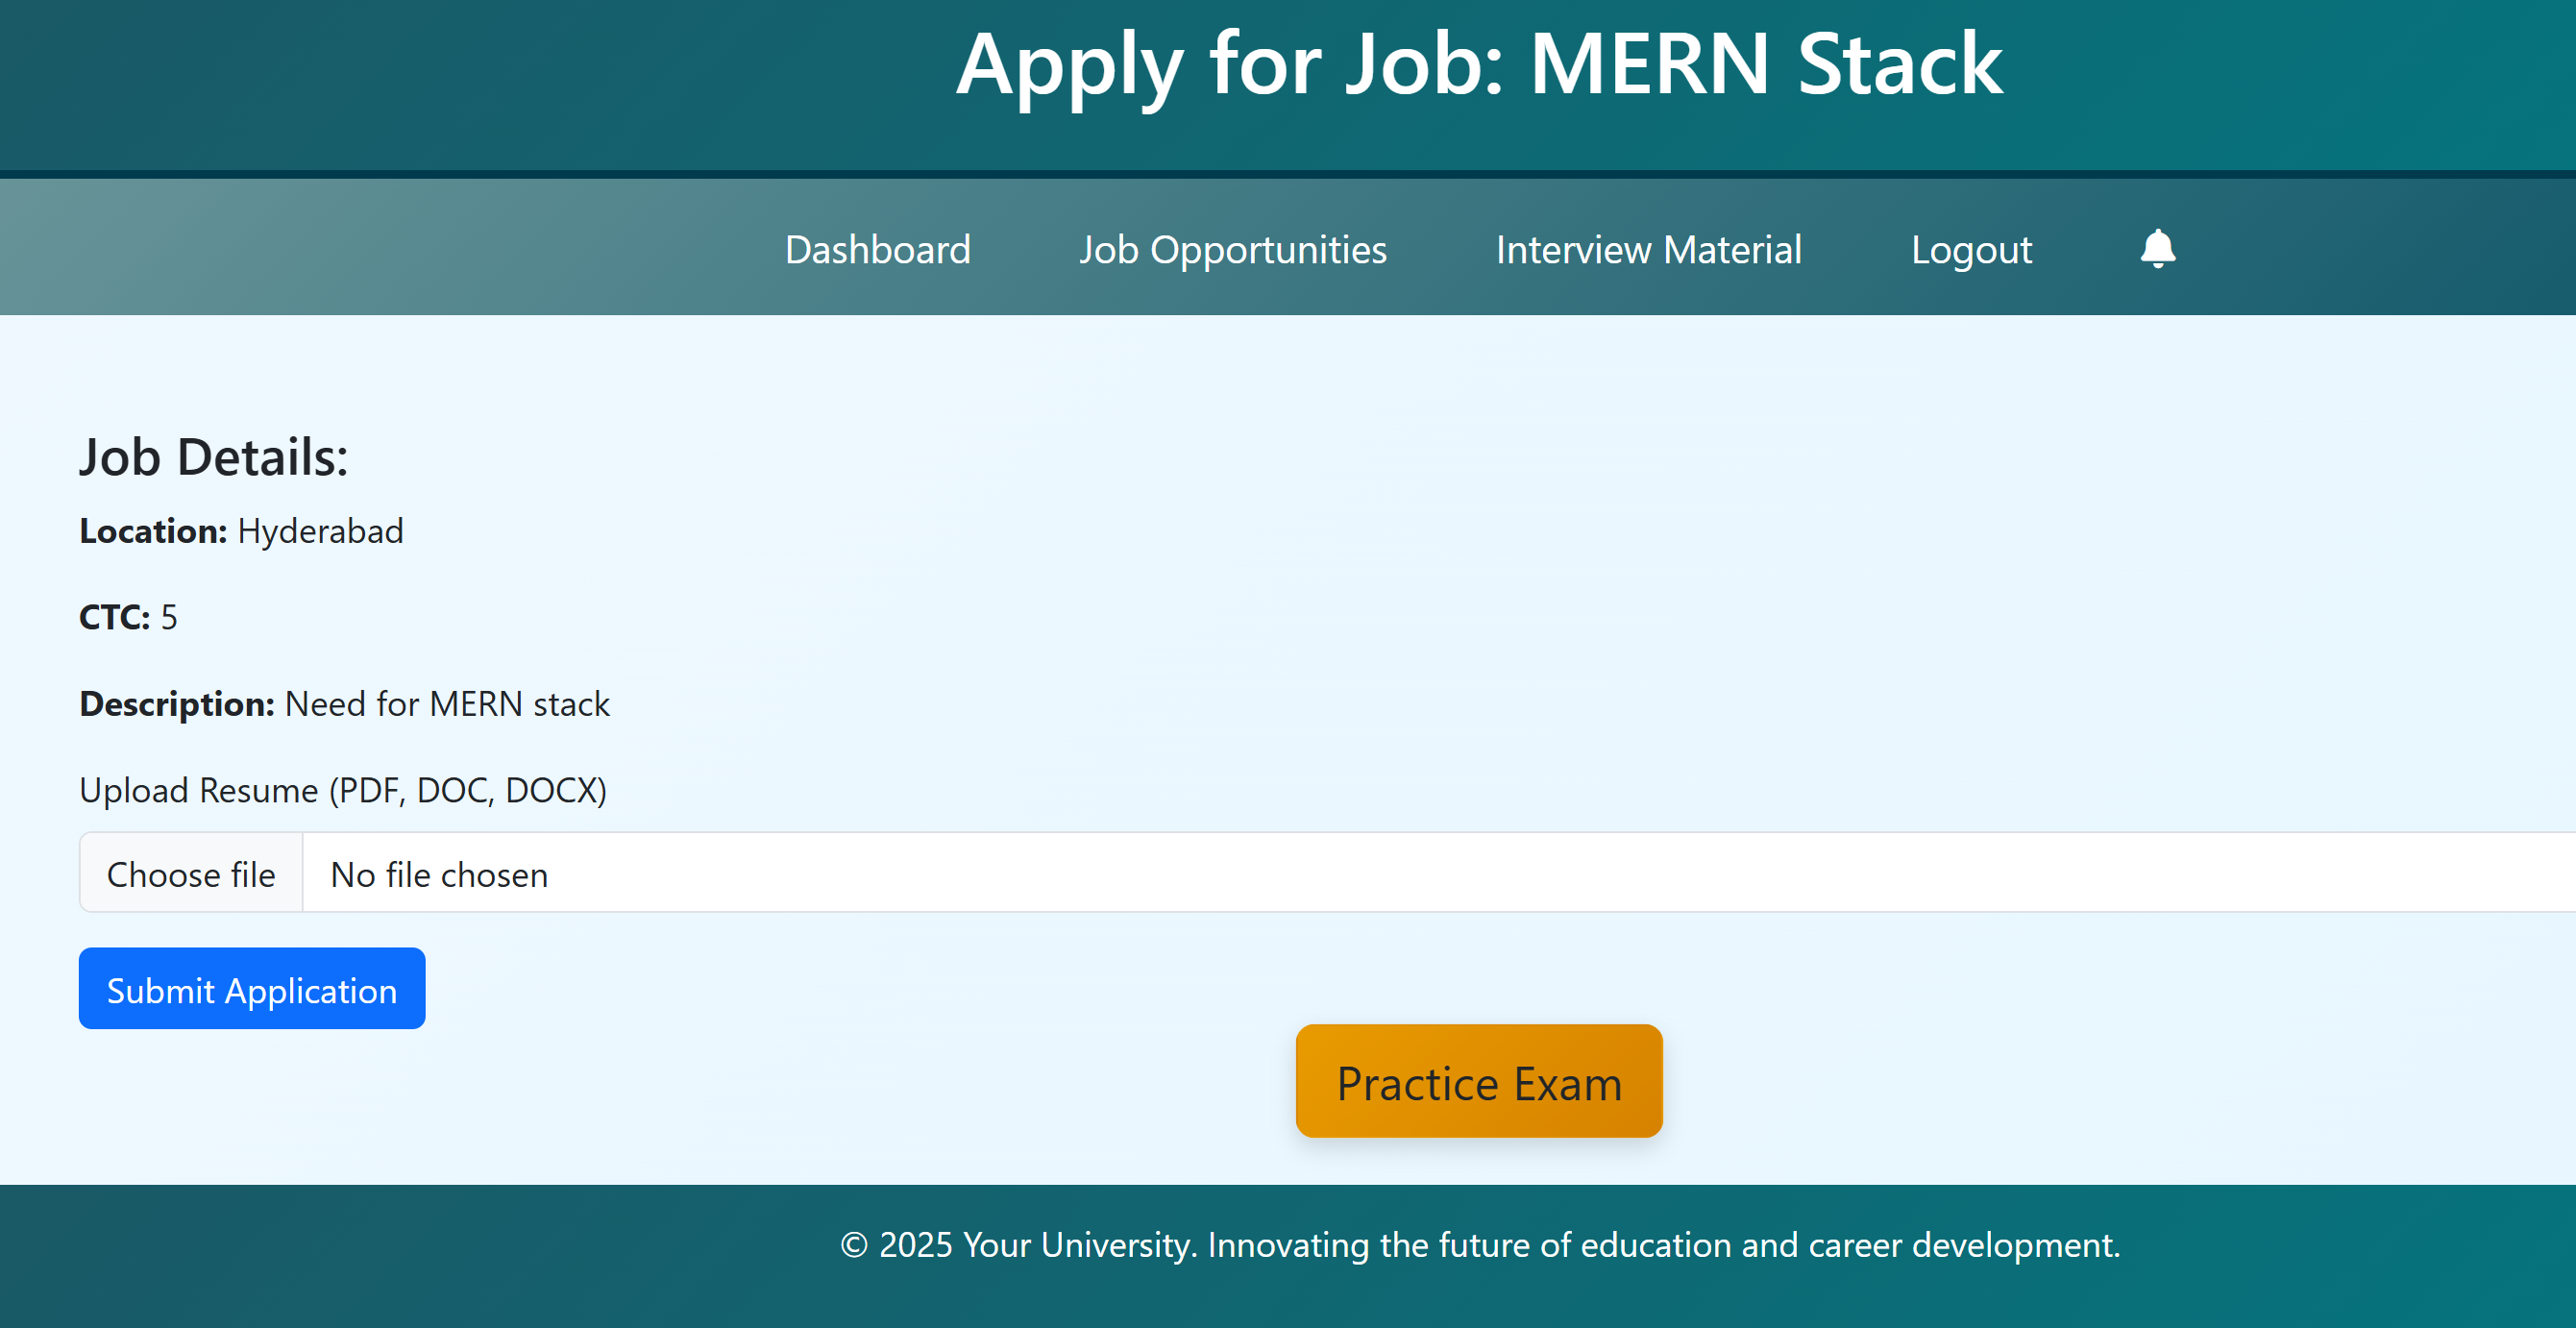 Apply for Job: MERN Stack
Dashboard Job Opportunities Interview Material Logout
Job Details:
Location: Hyderabad
CTC: 5
Description: Need for MERN stack
Upload Resume (PDF, DOC, DOCX)
Choose file No file chosen
Submit Application
Practice Exam
© 2025 Your University. Innovating the future of education and career development.